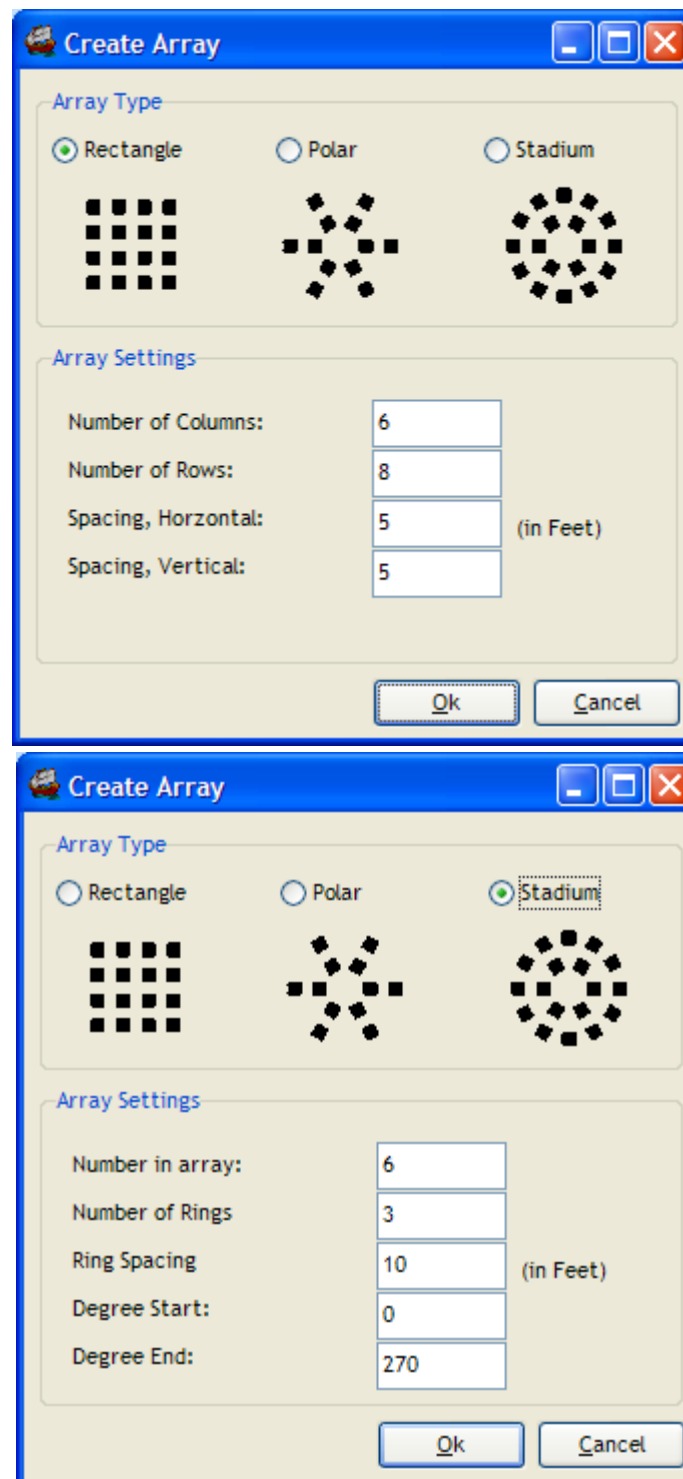 Create Array
Array Type
Rectangle Polar Stadium
Array Settings
Number of Columns: 6
Number of Rows: 8
Spacing, Horzontal: 5 (in Feet)
Spacing, Vertical: 5
Ok Cancel
Create Array
Array Type
Rectangle Polar Stadium
Array Settings
Number in array: 6
Number of Rings 3
Ring Spacing 10 (in Feet)
Degree Start: 0
Degree End: 270
Ok Cancel